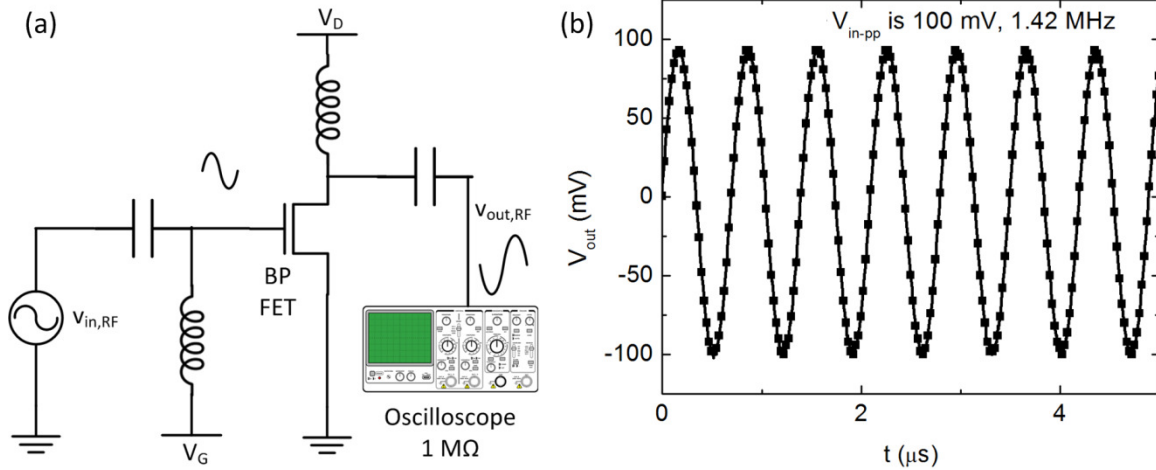 (a)
V_D
v_out,RF
BP
FET
v_in,RF
V_G
Oscilloscope
1 MΩ
(b)
V_in-pp is 100 mV, 1.42 MHz
V_out (mV)
100
50
0
-50
-100
0
2
4
t (μs)